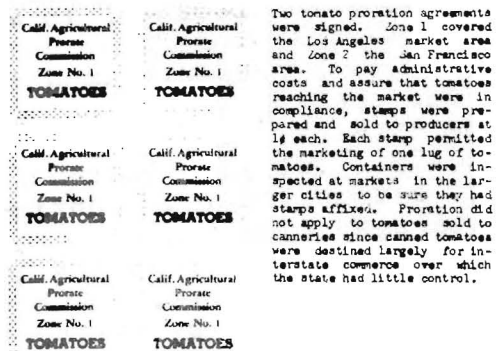 Calif. Agricultural
Prorate
Commission
Zone No. 1
TOMATOES
Calif. Agricultural
Prorate
Commission
Zone No. 1
TOMATOES
Calif. Agricultural
Prorate
Commission
Zone No. 1
TOMATOES
Calif. Agricultural
Prorate
Commission
Zone No. 1
TOMATOES
Calif. Agricultural
Prorate
Commission
Zone No. 1
TOMATOES
Calif. Agricultural
Prorate
Commission
Zone No. 1
TOMATOES
Two tomato proration agreements
were signed. Zone 1 covered
the Los Angeles market area
and Zone 2 the San Francisco
area. To pay administrative
costs and assure that tomatoes
reaching the market were in
compliance, stamps were pre-
pared and sold to producers at
1¢ each. Each stamp permitted
the marketing of one lug of to-
matoes. Containers were in-
spected at markets in the lar-
ger cities to be sure they had
stamps affixed. Proration did
not apply to tomatoes sold to
canneries since canned tomatoes
were destined largely for in-
terstate commerce over which
the state had little control.